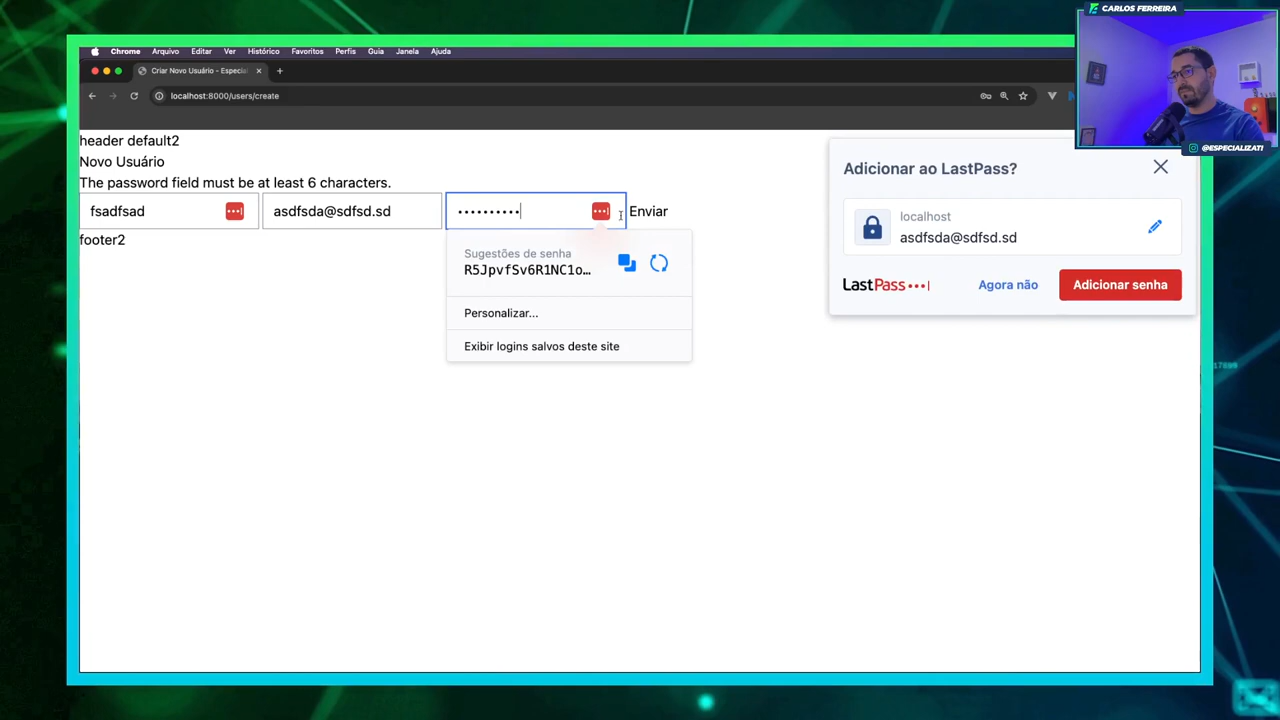 CARLOS FERREIRA
Chrome Arquivo Editar Ver Histórico Favoritos Perfis Guia Janela Ajuda
Criar Novo Usuário - Especial
localhost:8000/users/create
@ESPECIALIZATI
header default2
Novo Usuário
The password field must be at least 6 characters.
fsadfsad asdfsda@sdfsd.sd •••••••••• Enviar
footer2
Sugestões de senha
R5JpvfSv6R1NC1o…
Personalizar...
Exibir logins salvos deste site
Adicionar ao LastPass?
localhost
asdfsda@sdfsd.sd
LastPass •••| Agora não Adicionar senha